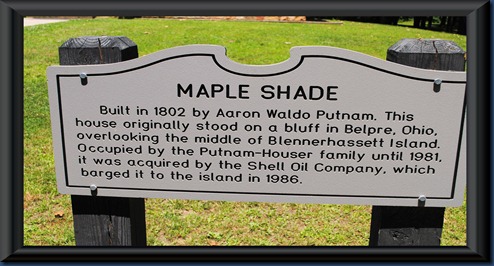 MAPLE SHADE
Built in 1802 by Aaron Waldo Putnam. This
house originally stood on a bluff in Belpre, Ohio,
overlooking the middle of Blennerhassett Island.
Occupied by the Putnam-Houser family until 1981,
it was acquired by the Shell Oil Company, which
barged it to the island in 1986.